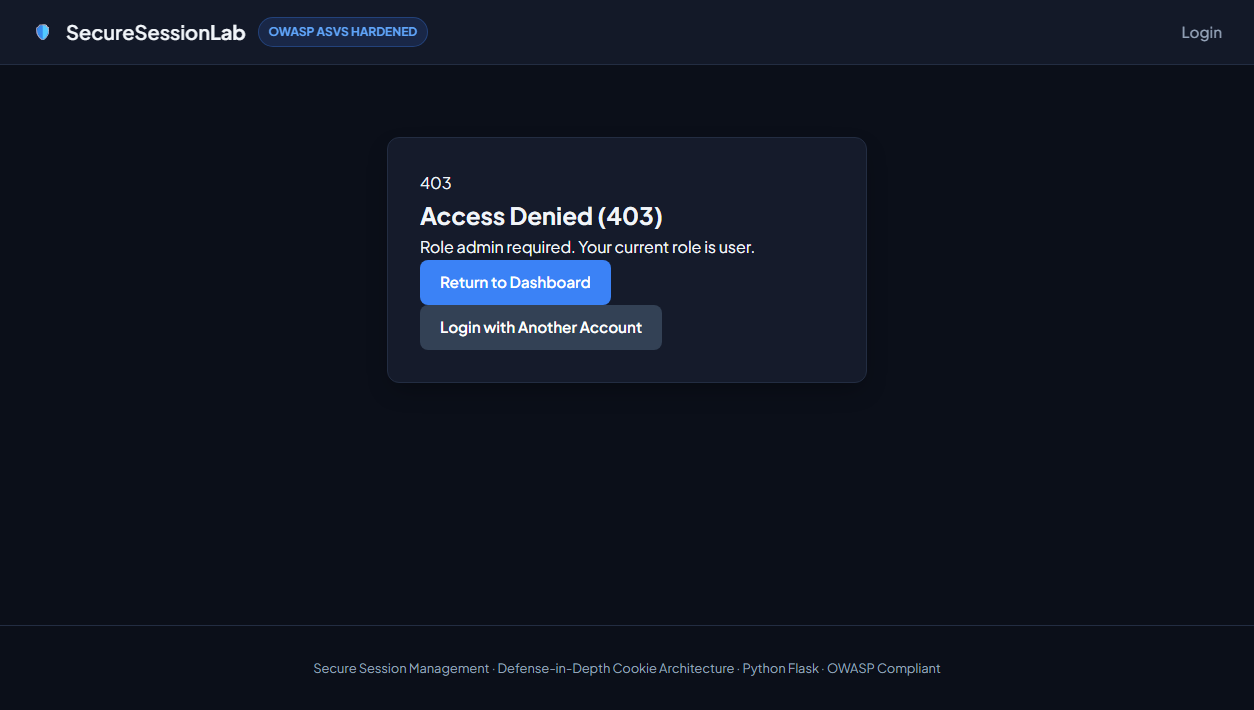 SecureSessionLab OWASP ASVS HARDENED Login
403
Access Denied (403)
Role admin required. Your current role is user.
Return to Dashboard
Login with Another Account
Secure Session Management · Defense-in-Depth Cookie Architecture · Python Flask · OWASP Compliant